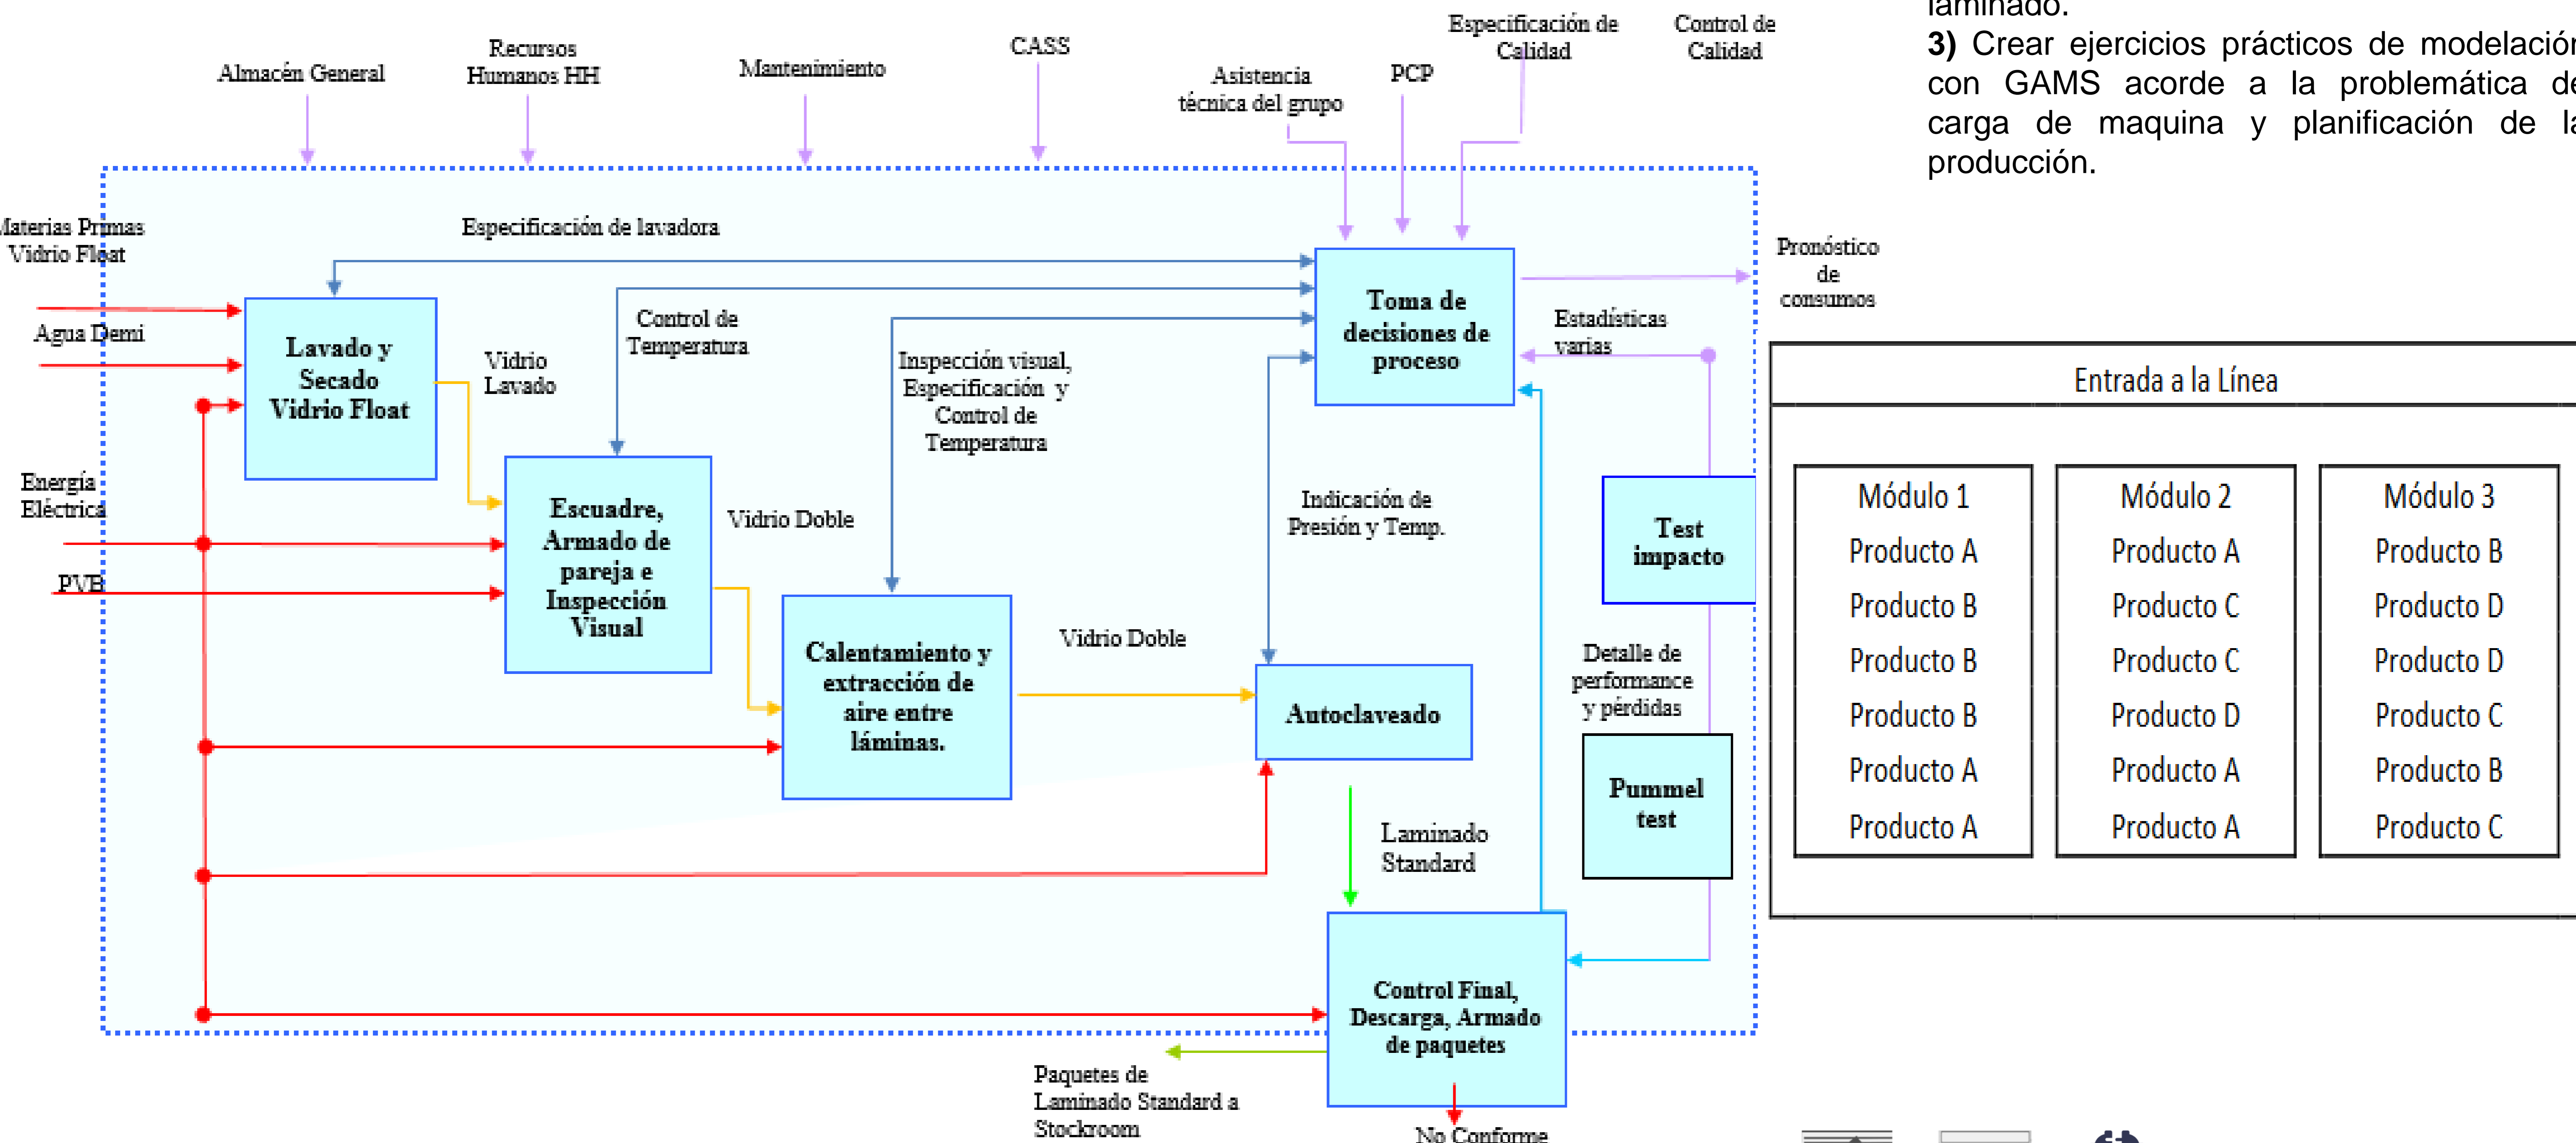 laminado.
3) Crear ejercicios prácticos de modelación
con GAMS acorde a la problemática de
carga de maquina y planificación de la
producción.
Almacén General
Recursos
Humanos HH
Mantenimiento
CASS
Asistencia
técnica del grupo
PCP
Especificación de
Calidad
Control de
Calidad
Materias Primas
Vidrio Float
Agua Demi
Energía
Eléctrica
PVB
Especificación de lavadora
Lavado y
Secado
Vidrio Float
Vidrio
Lavado
Control de
Temperatura
Escuadre,
Armado de
pareja e
Inspección
Visual
Vidrio Doble
Inspección visual,
Especificación y
Control de
Temperatura
Calentamiento y
extracción de
aire entre
láminas.
Vidrio Doble
Toma de
decisiones de
proceso
Indicación de
Presión y Temp.
Autoclaveado
Laminado
Standard
Estadísticas
varias
Test
impacto
Detalle de
performance
y pérdidas
Pummel
test
Control Final,
Descarga, Armado
de paquetes
Paquetes de
Laminado Standard a
Stockroom
No Conforme
Pronóstico
de
consumos
Entrada a la Línea
Módulo 1
Producto A
Producto B
Producto B
Producto B
Producto A
Producto A
Módulo 2
Producto A
Producto C
Producto C
Producto D
Producto A
Producto A
Módulo 3
Producto B
Producto D
Producto D
Producto C
Producto B
Producto C